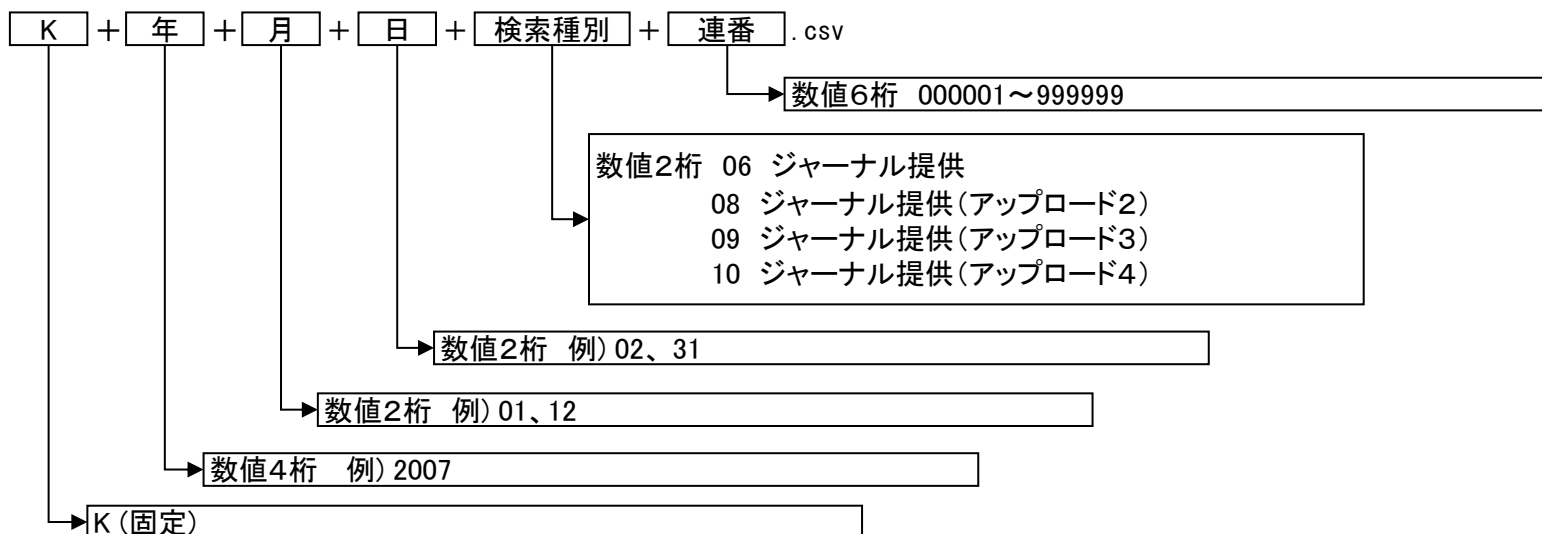 K＋年＋月＋日＋検索種別＋連番.csv
数値６桁 000001～999999
数値２桁 06 ジャーナル提供
08 ジャーナル提供（アップロード２）
09 ジャーナル提供（アップロード３）
10 ジャーナル提供（アップロード４）
数値２桁 例）02、31
数値２桁 例）01、12
数値４桁 例）2007
K（固定）